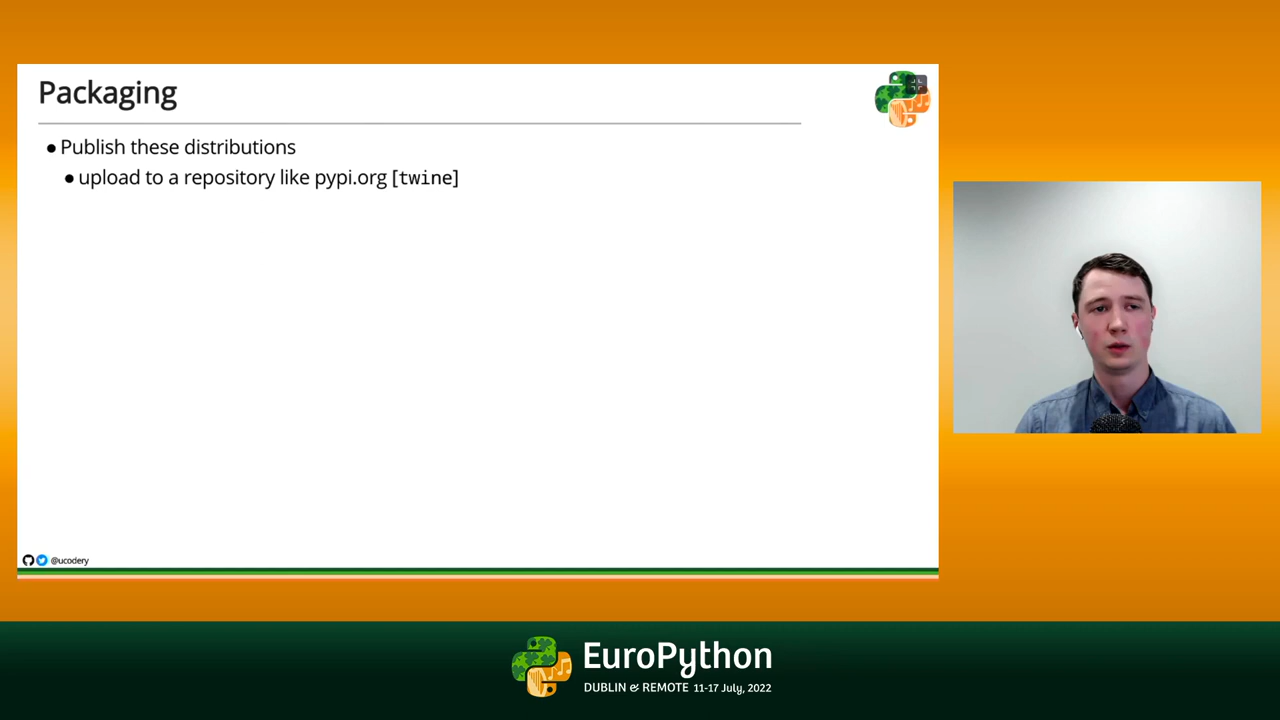 Packaging
● Publish these distributions
● upload to a repository like pypi.org [twine]
@ucodery
EuroPython
DUBLIN & REMOTE 11-17 July, 2022